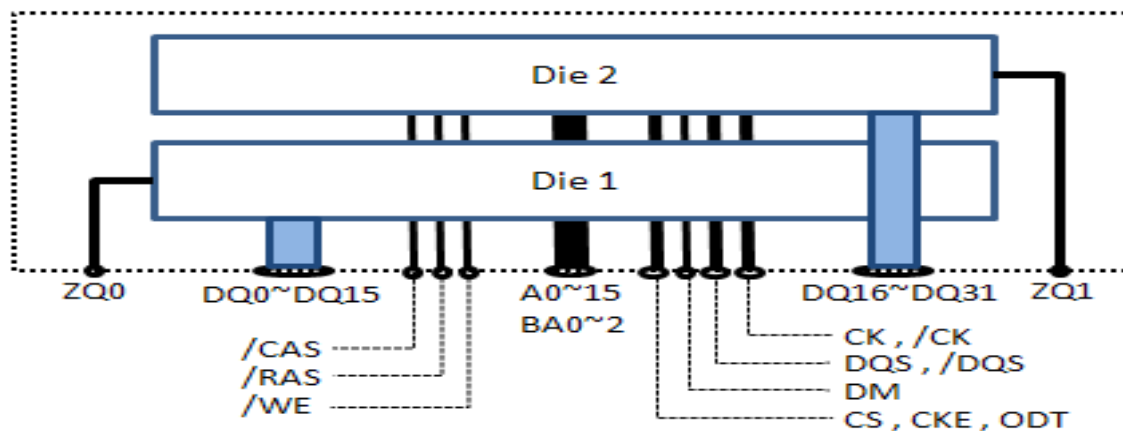 Die 2
Die 1
ZQ0
DQ0~DQ15
A0~15
BA0~2
DQ16~DQ31
ZQ1
/CAS
/RAS
/WE
CK , /CK
DQS , /DQS
DM
CS , CKE , ODT